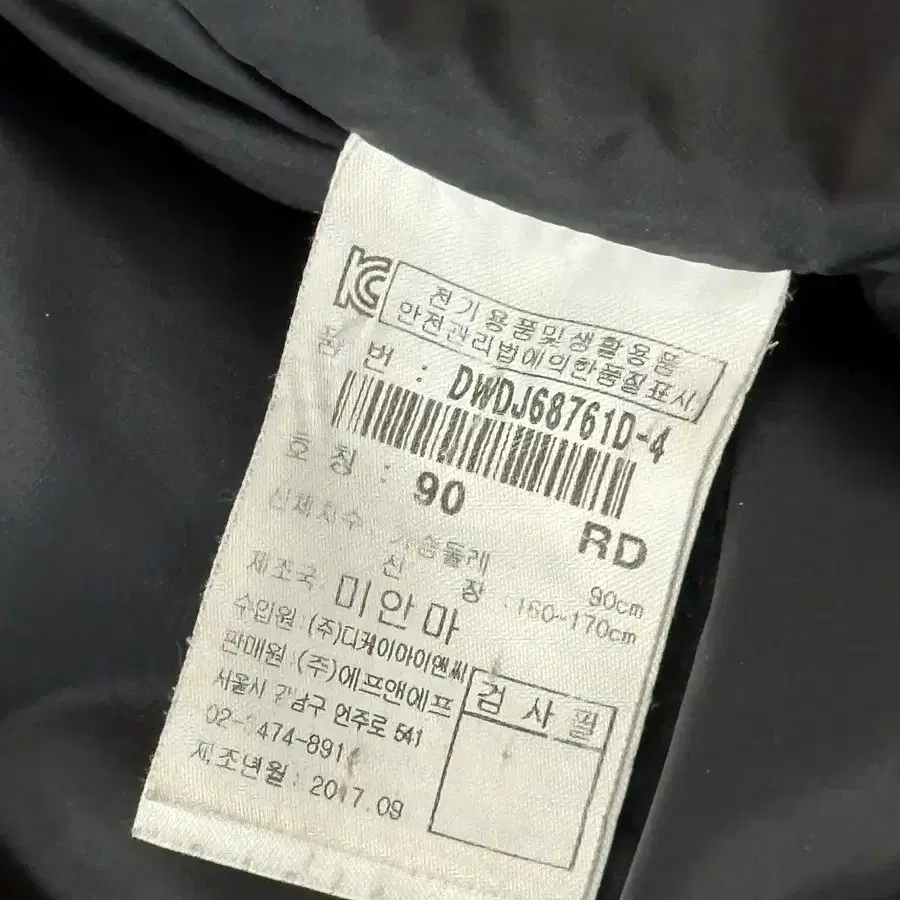 KC 전기용품및생활용품
안전관리법에의한품질표시
품 번 : DWDJ68761D-4
호 칭 : 90 RD
신체치수 가슴둘레 90cm
신 장 : 160~170cm
제조국 : 미얀마
수입원 : (주)디케이아이앤씨
판매원 : (주)에프앤에프
서울시 강남구 언주로 541
제조년월 : 2017.09
검사필